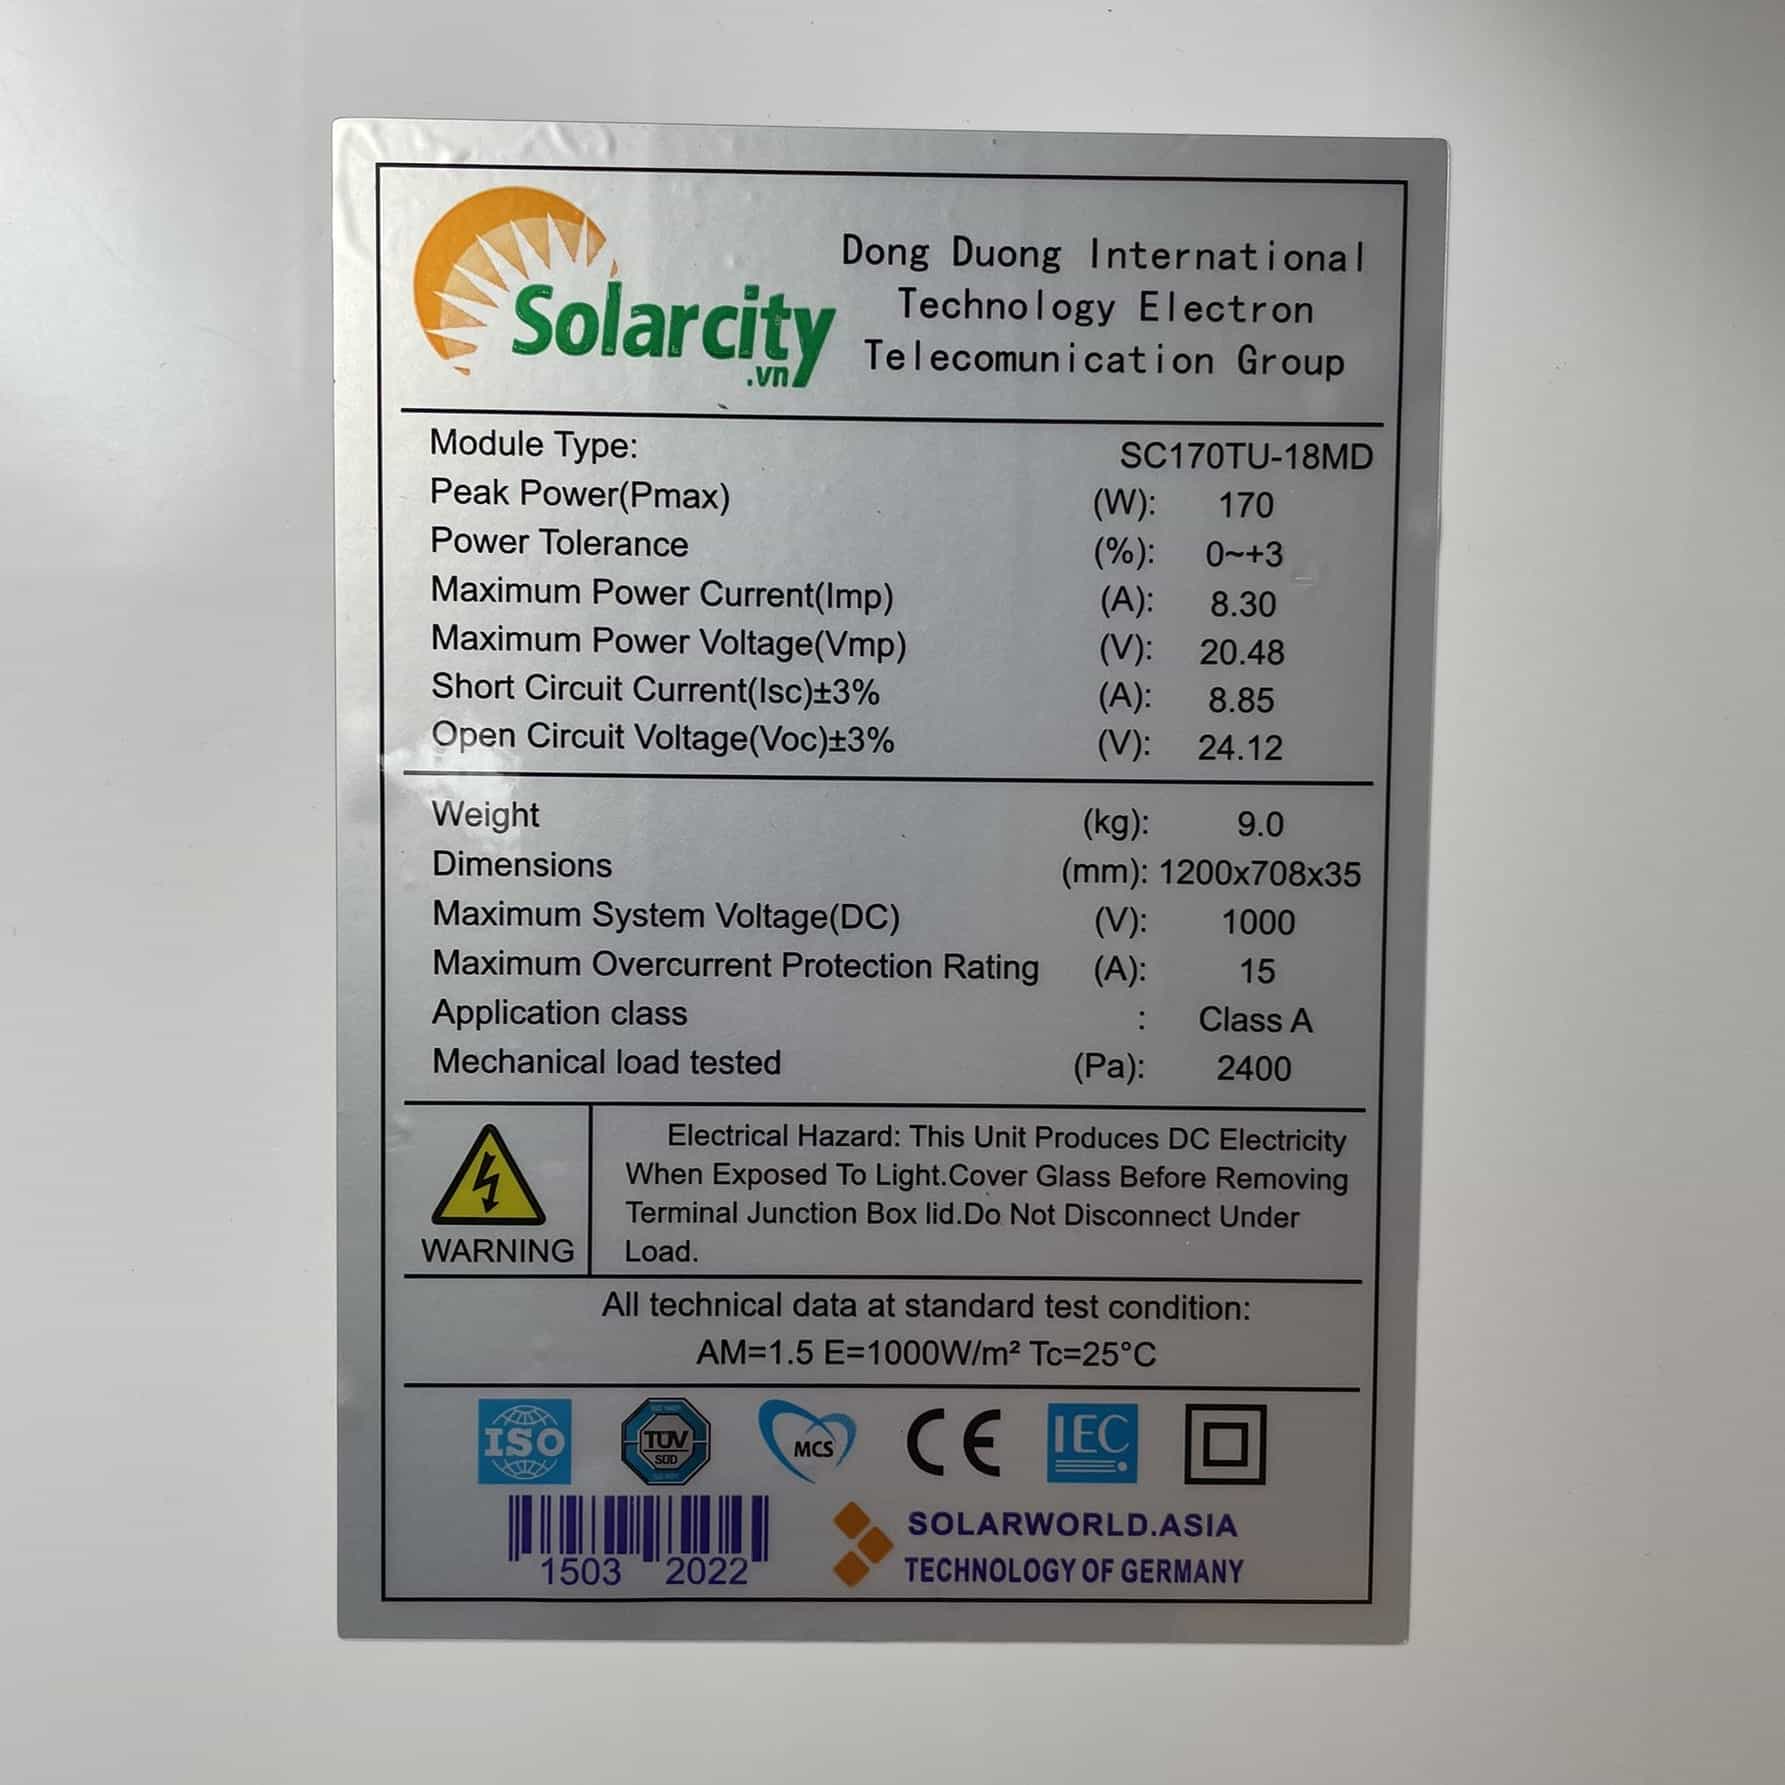 Solarcity
.vn
Dong Duong International
Technology Electron
Telecomunication Group
Module Type: SC170TU-18MD
Peak Power(Pmax) (W): 170
Power Tolerance (%): 0~+3
Maximum Power Current(Imp) (A): 8.30
Maximum Power Voltage(Vmp) (V): 20.48
Short Circuit Current(Isc)±3% (A): 8.85
Open Circuit Voltage(Voc)±3% (V): 24.12
Weight (kg): 9.0
Dimensions (mm): 1200x708x35
Maximum System Voltage(DC) (V): 1000
Maximum Overcurrent Protection Rating (A): 15
Application class : Class A
Mechanical load tested (Pa): 2400
WARNING
Electrical Hazard: This Unit Produces DC Electricity
When Exposed To Light.Cover Glass Before Removing
Terminal Junction Box lid.Do Not Disconnect Under
Load.
All technical data at standard test condition:
AM=1.5 E=1000W/m² Tc=25°C
ISO
TUV
SUD
MCS
CE
IEC
1503 2022
SOLARWORLD.ASIA
TECHNOLOGY OF GERMANY